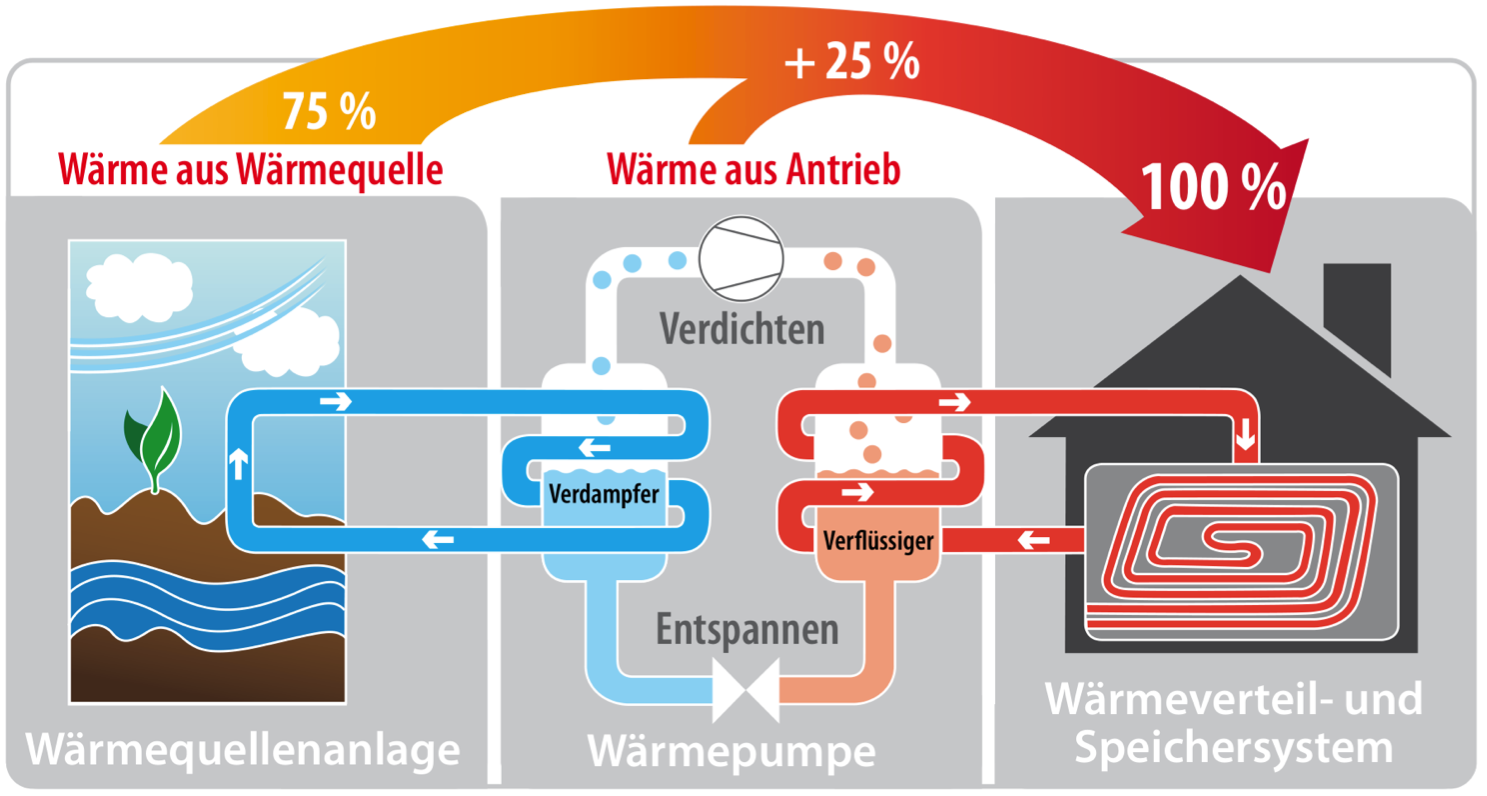 75 %
+ 25 %
100 %
Wärme aus Wärmequelle
Wärme aus Antrieb
Verdichten
Verdampfer
Verflüssiger
Entspannen
Wärmequellenanlage
Wärmepumpe
Wärmeverteil- und
Speichersystem